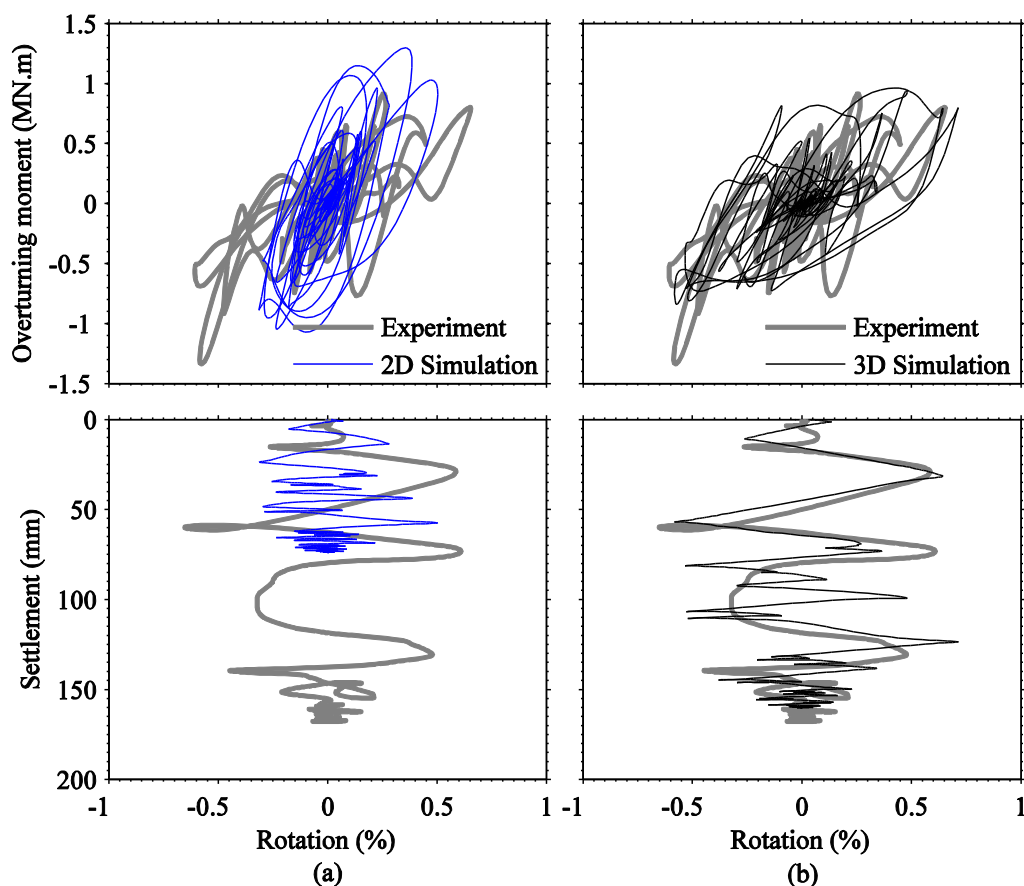 Overturning moment (MN.m)
1.5
1
0.5
0
-0.5
-1
-1.5
Experiment
2D Simulation
Experiment
3D Simulation
Settlement (mm)
0
50
100
150
200
-1 -0.5 0 0.5 1
-1 -0.5 0 0.5 1
Rotation (%)
Rotation (%)
(a)
(b)